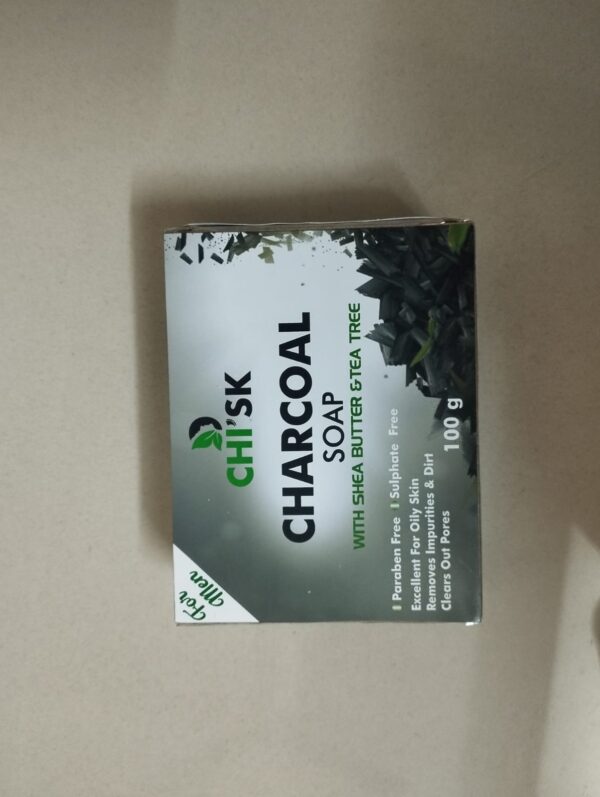 For
Men
CHI'SK
CHARCOAL
SOAP
WITH SHEA BUTTER & TEA TREE
Paraben Free Sulphate Free
Excellent For Oily Skin
Removes Impurities & Dirt
Clears Out Pores
100 g